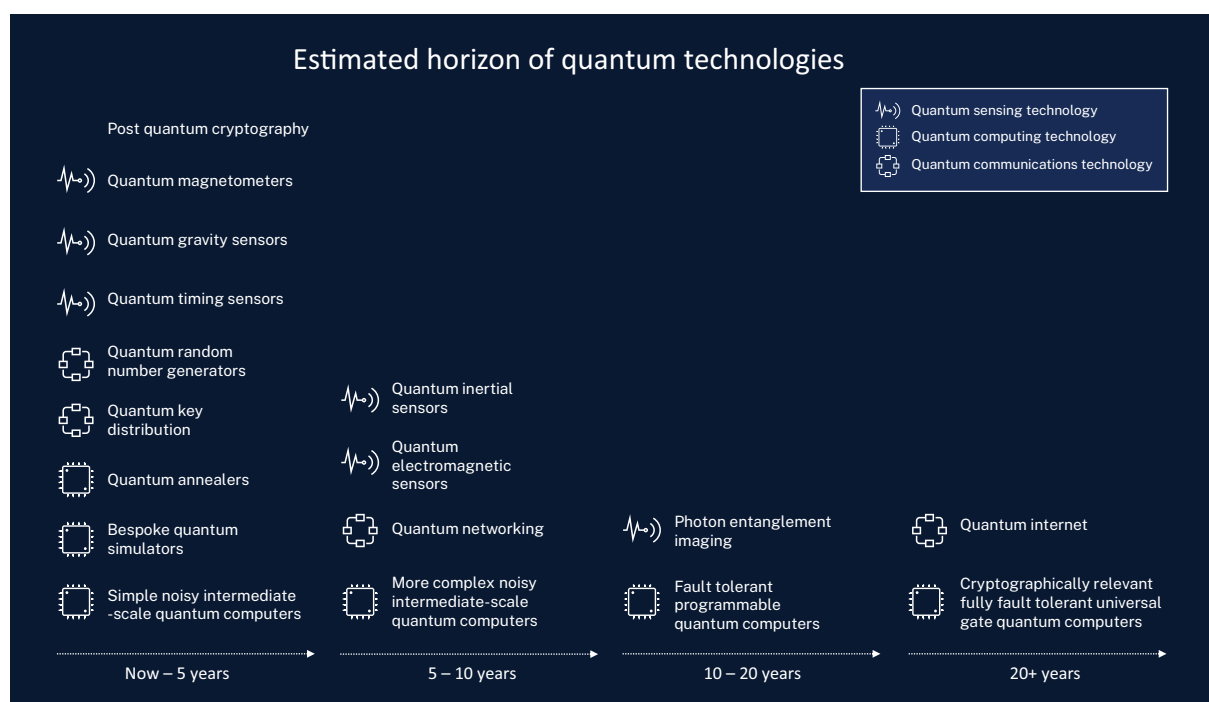 Estimated horizon of quantum technologies
Quantum sensing technology
Quantum computing technology
Quantum communications technology
Post quantum cryptography
Quantum magnetometers
Quantum gravity sensors
Quantum timing sensors
Quantum random
number generators
Quantum key
distribution
Quantum annealers
Bespoke quantum
simulators
Simple noisy intermediate
-scale quantum computers
Now – 5 years
Quantum inertial
sensors
Quantum
electromagnetic
sensors
Quantum networking
More complex noisy
intermediate-scale
quantum computers
5 – 10 years
Photon entanglement
imaging
Fault tolerant
programmable
quantum computers
10 – 20 years
Quantum internet
Cryptographically relevant
fully fault tolerant universal
gate quantum computers
20+ years